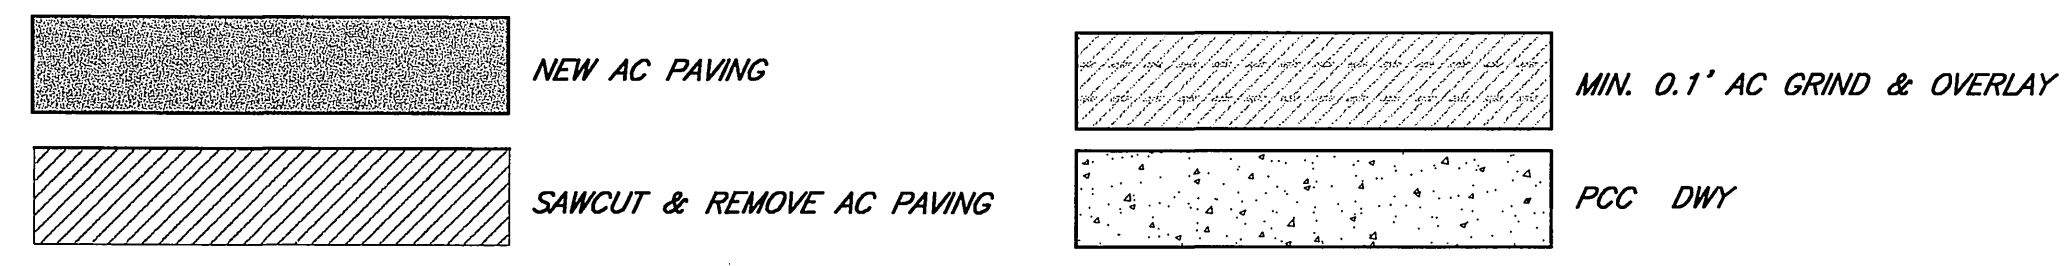 NEW AC PAVING
SAWCUT & REMOVE AC PAVING
MIN. 0.1' AC GRIND & OVERLAY
PCC DWY